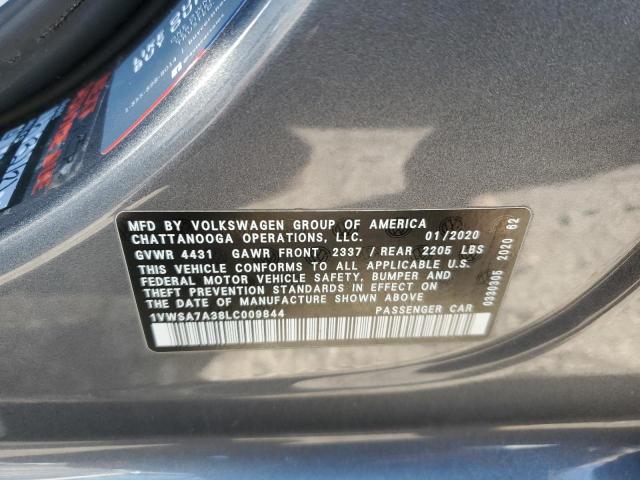 MFD BY VOLKSWAGEN GROUP OF AMERICA
CHATTANOOGA OPERATIONS, LLC. 01/2020
GVWR 4431 GAWR FRONT 2337 / REAR 2205 LBS
THIS VEHICLE CONFORMS TO ALL APPLICABLE U.S.
FEDERAL MOTOR VEHICLE SAFETY, BUMPER AND
THEFT PREVENTION STANDARDS IN EFFECT ON
THE DATE OF MANUFACTURE SHOWN ABOVE
1VWSA7A38LC009844 PASSENGER CAR
0330305 2020 62